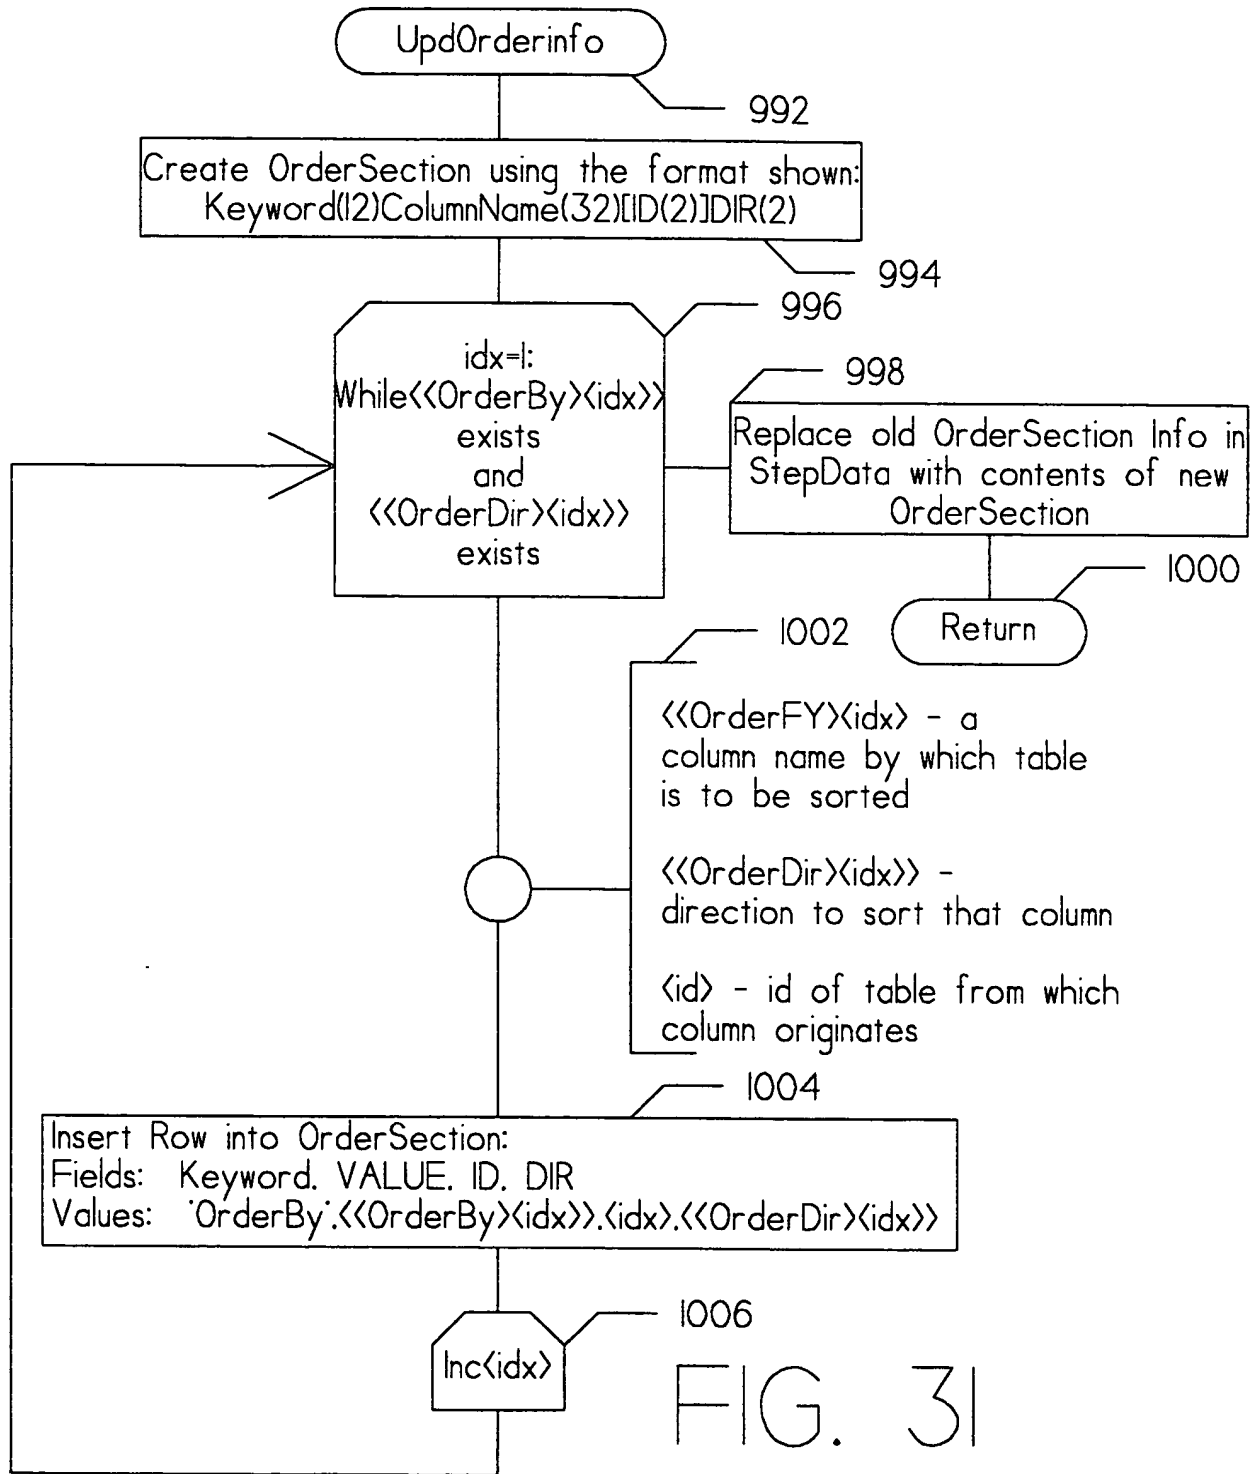 UpdOrderinfo
992
Create OrderSection using the format shown:
Keyword(12)ColumnName(32)[ID(2)]DIR(2)
994
996
idx=1:
While<<OrderBy><idx>>
exists
and
<<OrderDir><idx>>
exists
998
Replace old OrderSection Info in
StepData with contents of new
OrderSection
1000
Return
1002
<<OrderFY><idx> - a
column name by which table
is to be sorted
<<OrderDir><idx>> -
direction to sort that column
<id> - id of table from which
column originates
1004
Insert Row into OrderSection:
Fields: Keyword. VALUE. ID. DIR
Values: 'OrderBy'.<<OrderBy><idx>>.<idx>.<<OrderDir><idx>>
1006
Inc<idx>
FIG. 31